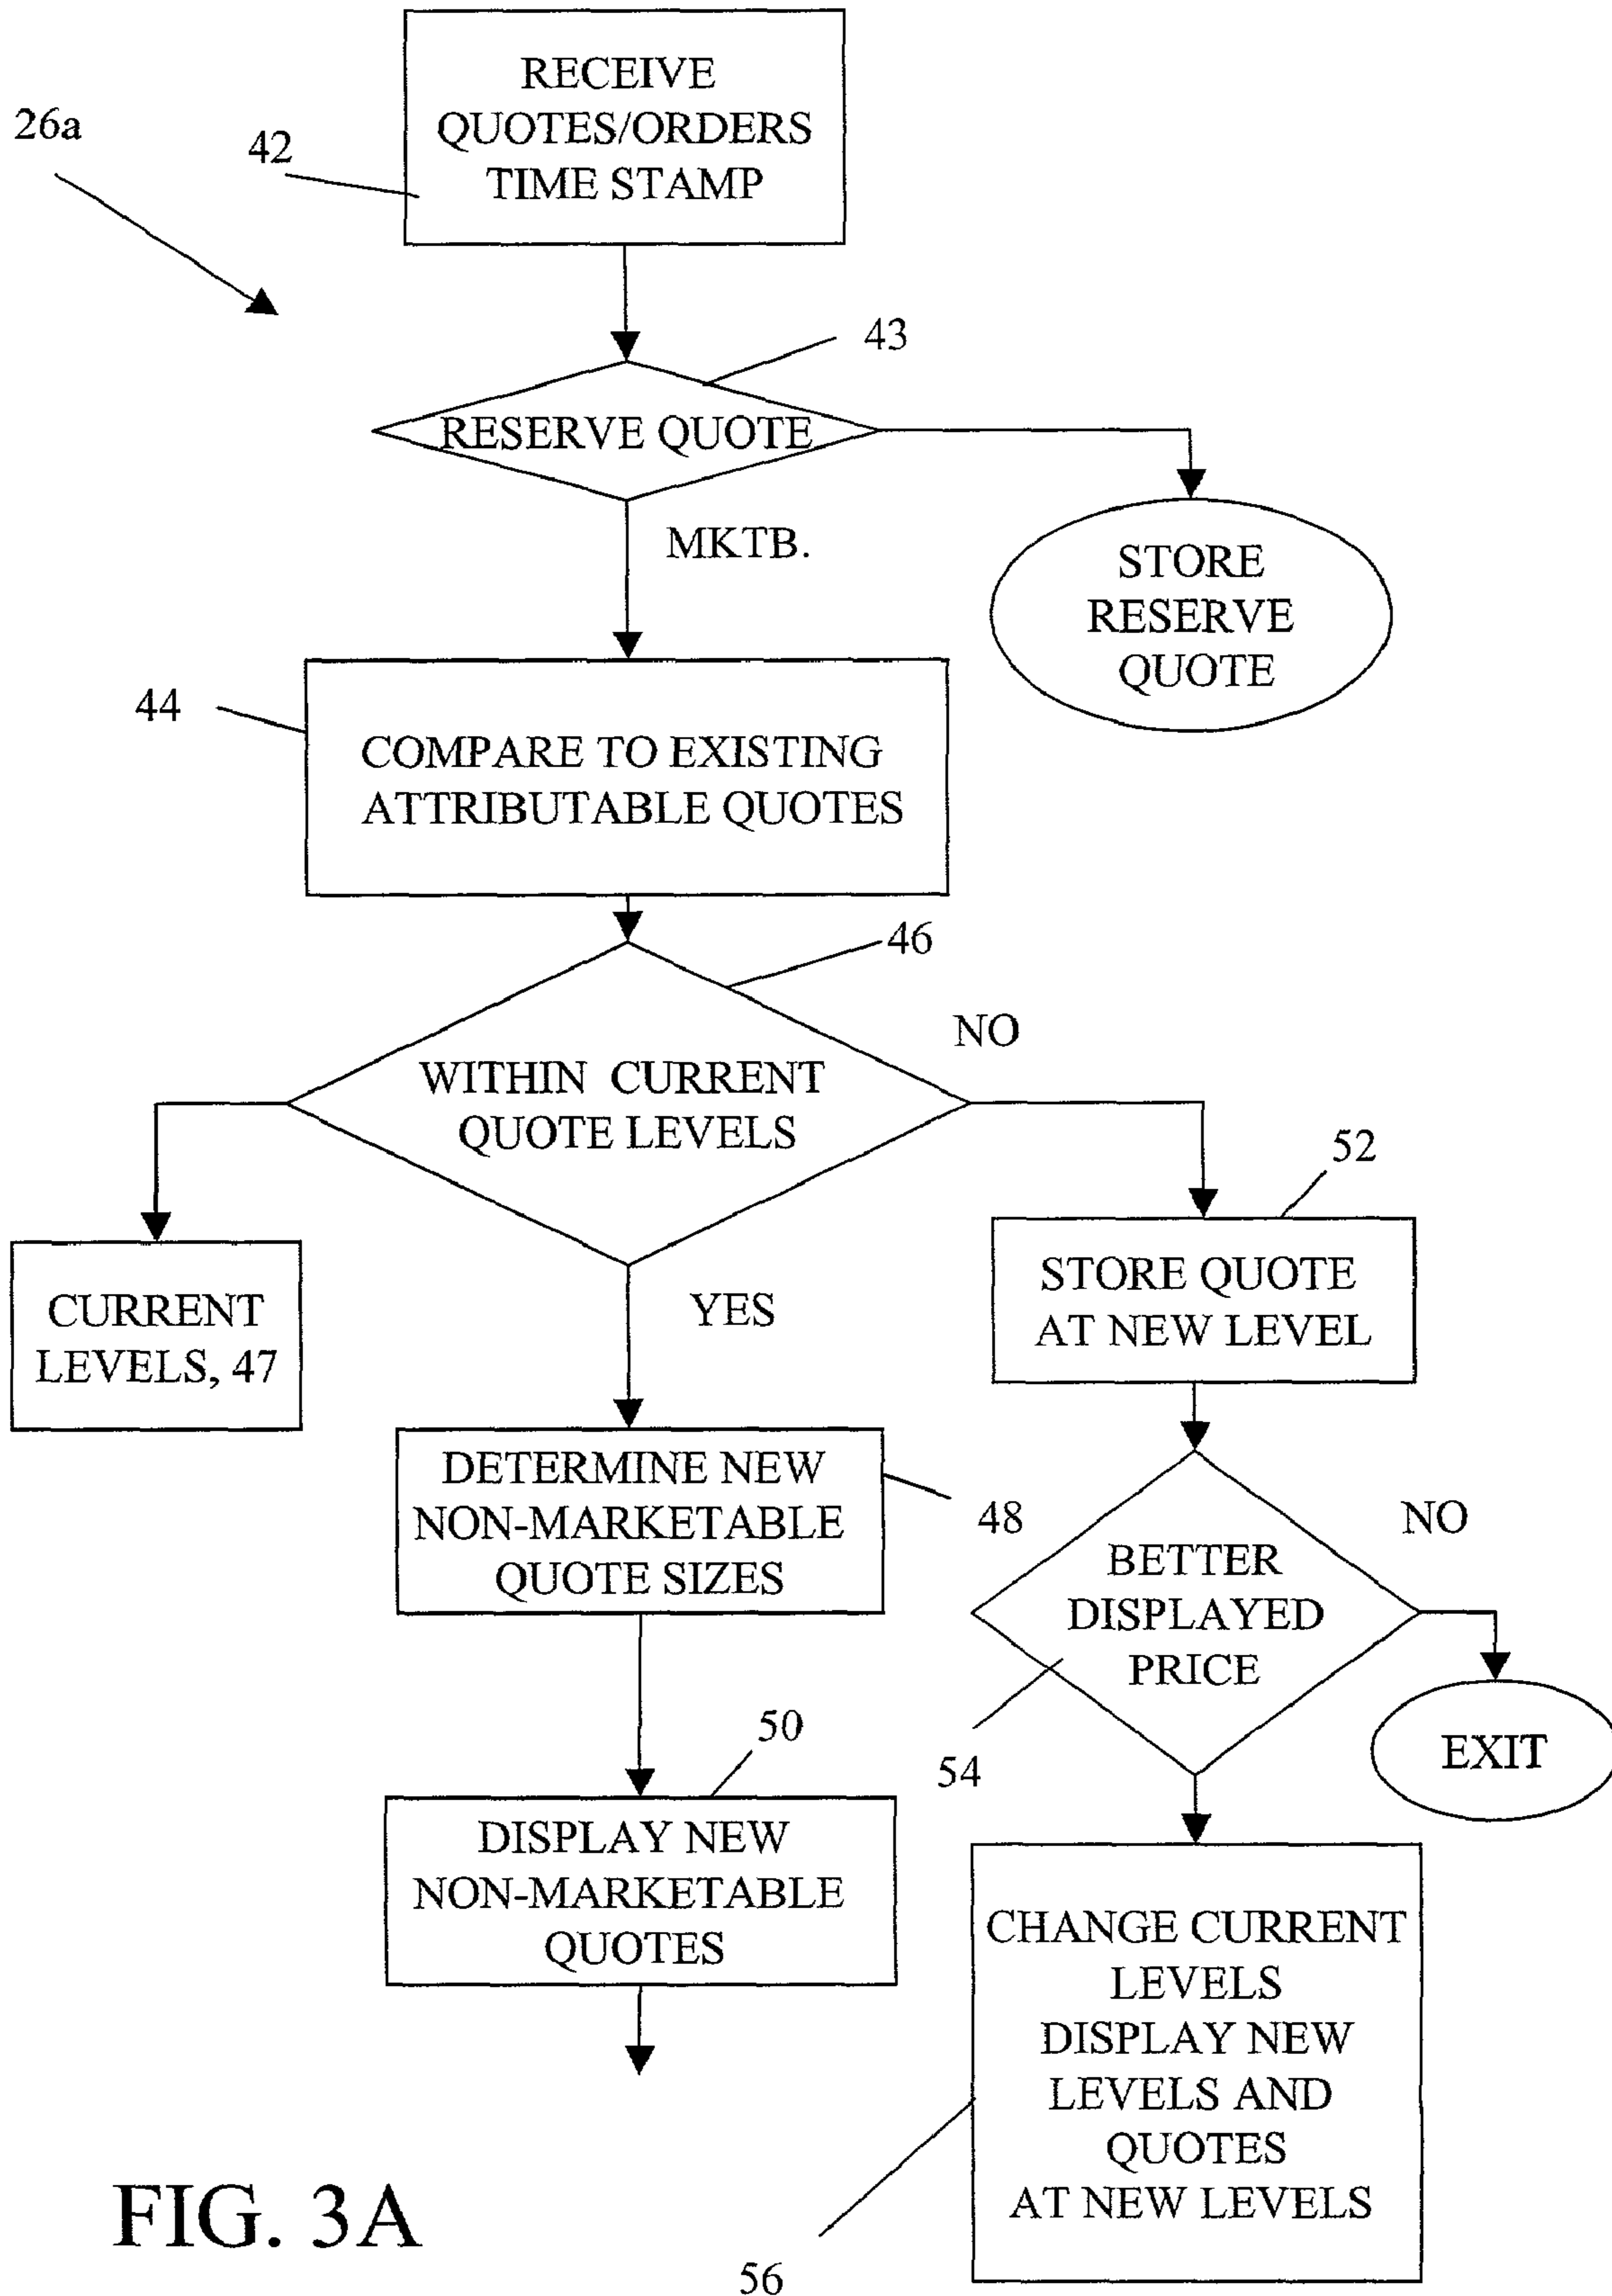 RECEIVE
QUOTES/ORDERS
TIME STAMP
26a
42
43
RESERVE QUOTE
MKTB.
STORE
RESERVE
QUOTE
44
COMPARE TO EXISTING
ATTRIBUTABLE QUOTES
46
NO
WITHIN CURRENT
QUOTE LEVELS
52
STORE QUOTE
AT NEW LEVEL
CURRENT
LEVELS, 47
YES
DETERMINE NEW
NON-MARKETABLE
QUOTE SIZES
48
NO
BETTER
DISPLAYED
PRICE
50
54
EXIT
DISPLAY NEW
NON-MARKETABLE
QUOTES
CHANGE CURRENT
LEVELS
DISPLAY NEW
LEVELS AND
QUOTES
AT NEW LEVELS
FIG. 3A
56